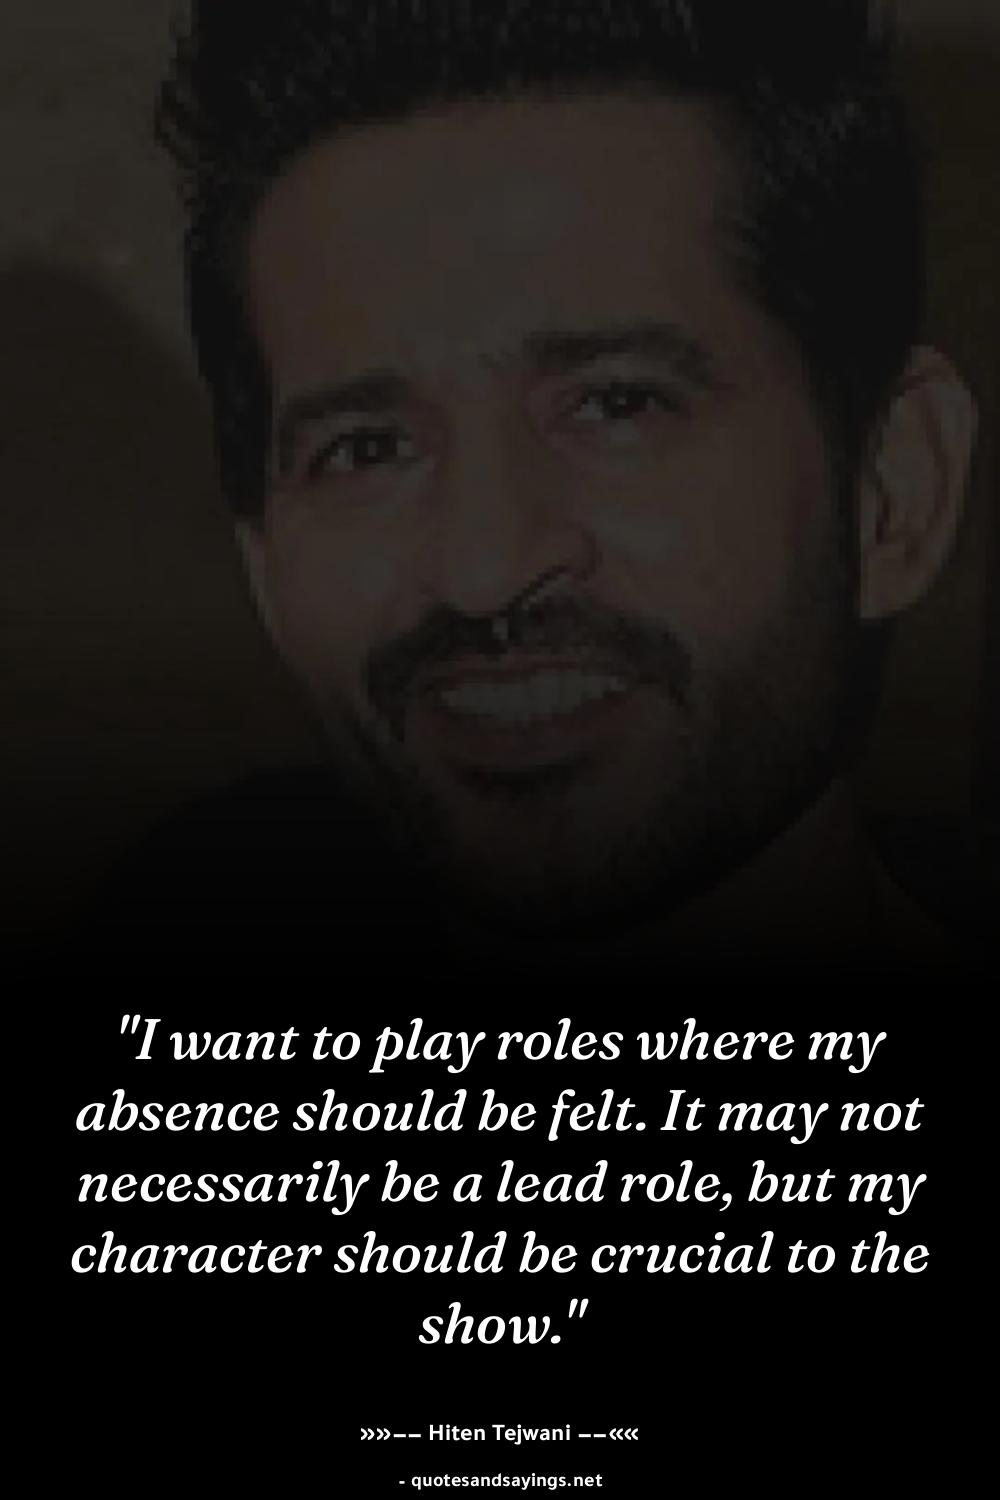 "I want to play roles where my
absence should be felt. It may not
necessarily be a lead role, but my
character should be crucial to the
show."
»»–– Hiten Tejwani ––««
- quotesandsayings.net